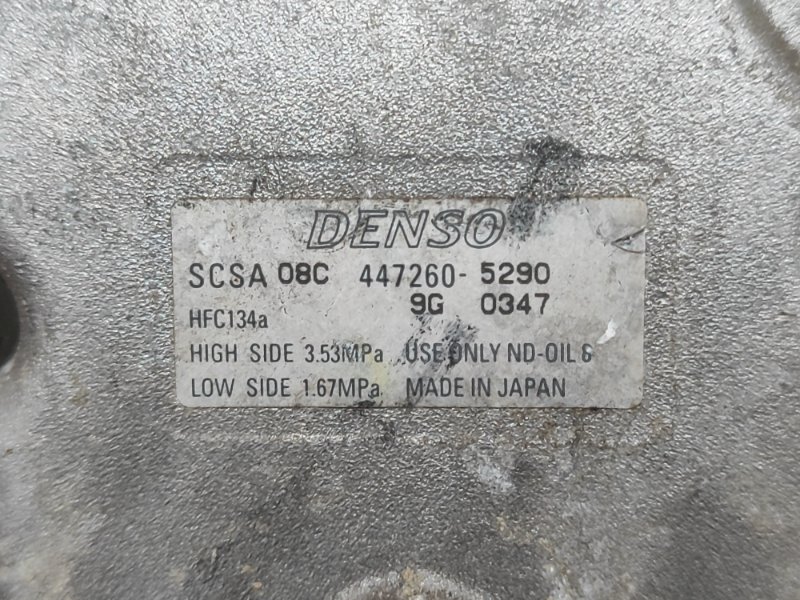 DENSO
SCSA 08C 447260-5290
9G 0347
HFC134a
HIGH SIDE 3.53MPa USE ONLY ND-OIL 8
LOW SIDE 1.67MPa MADE IN JAPAN